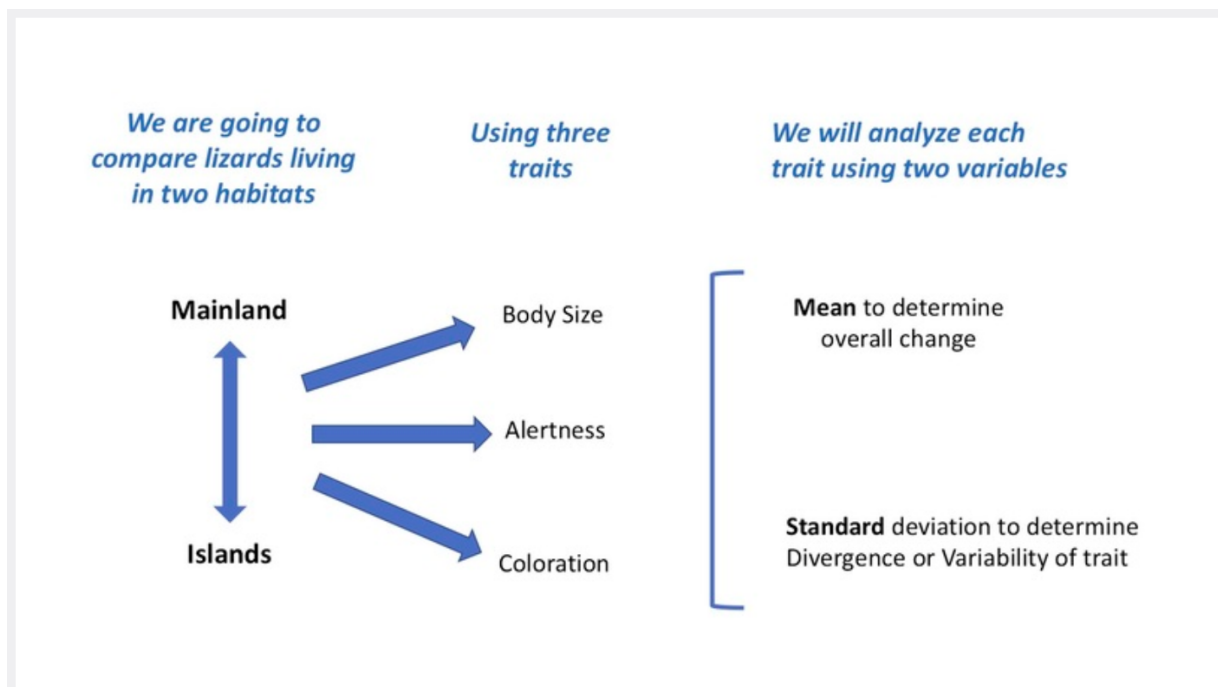 We are going to
compare lizards living
in two habitats
Using three
traits
We will analyze each
trait using two variables
Mainland
Islands
Body Size
Alertness
Coloration
Mean to determine
overall change
Standard deviation to determine
Divergence or Variability of trait